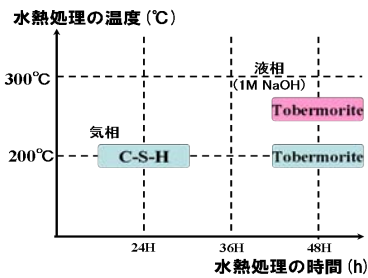 水熱処理の温度(℃)
液相
300℃
(1M NaOH)
Tobermorite
気相
200℃
C-S-H
Tobermorite
24H
36H
48H
水熱処理の時間(h)